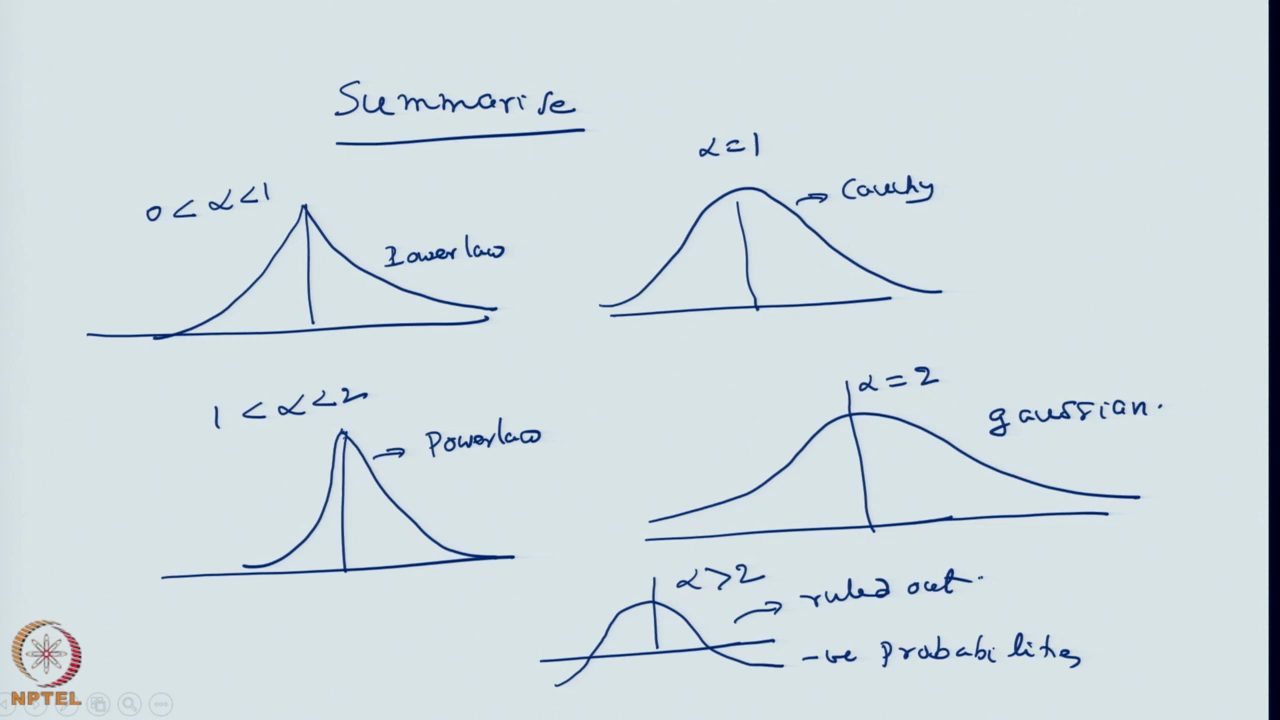 Summarise
0 < α < 1
Powerlaw
α = 1
→ Cauchy
1 < α < 2
→ Powerlaw
α = 2
gaussian.
α > 2
→ ruled out.
-ve probabilities
NPTEL